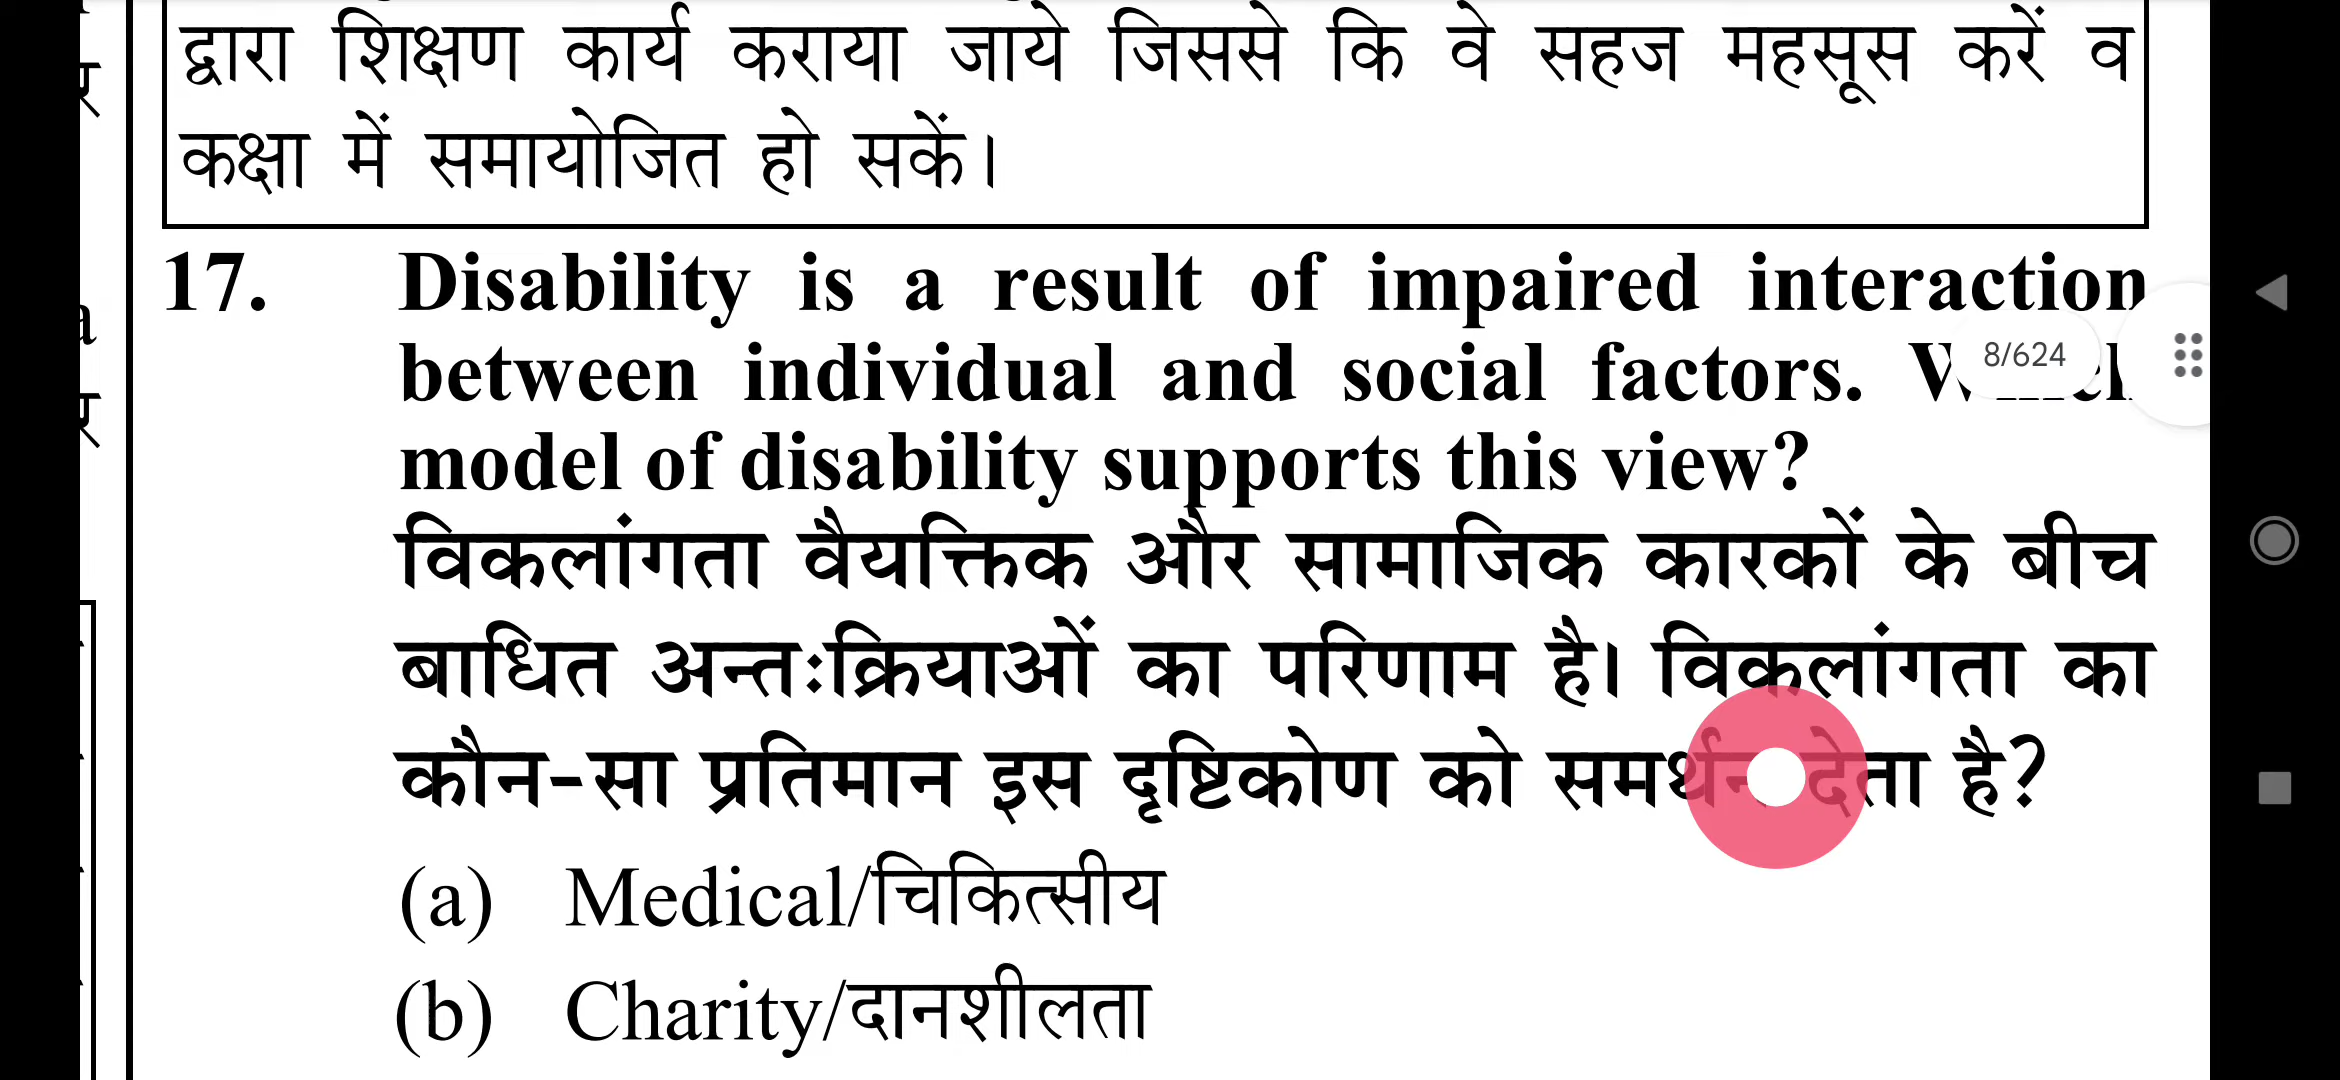 द्वारा शिक्षण कार्य कराया जाये जिससे कि वे सहज महसूस करें व
कक्षा में समायोजित हो सकें।
17. Disability is a result of impaired interaction
between individual and social factors.
8/624
model of disability supports this view?
विकलांगता वैयक्तिक और सामाजिक कारकों के बीच
बाधित अन्तःक्रियाओं का परिणाम है। विकलांगता का
कौन-सा प्रतिमान इस दृष्टिकोण को समर्थन देता है?
(a) Medical/चिकित्सीय
(b) Charity/दानशीलता